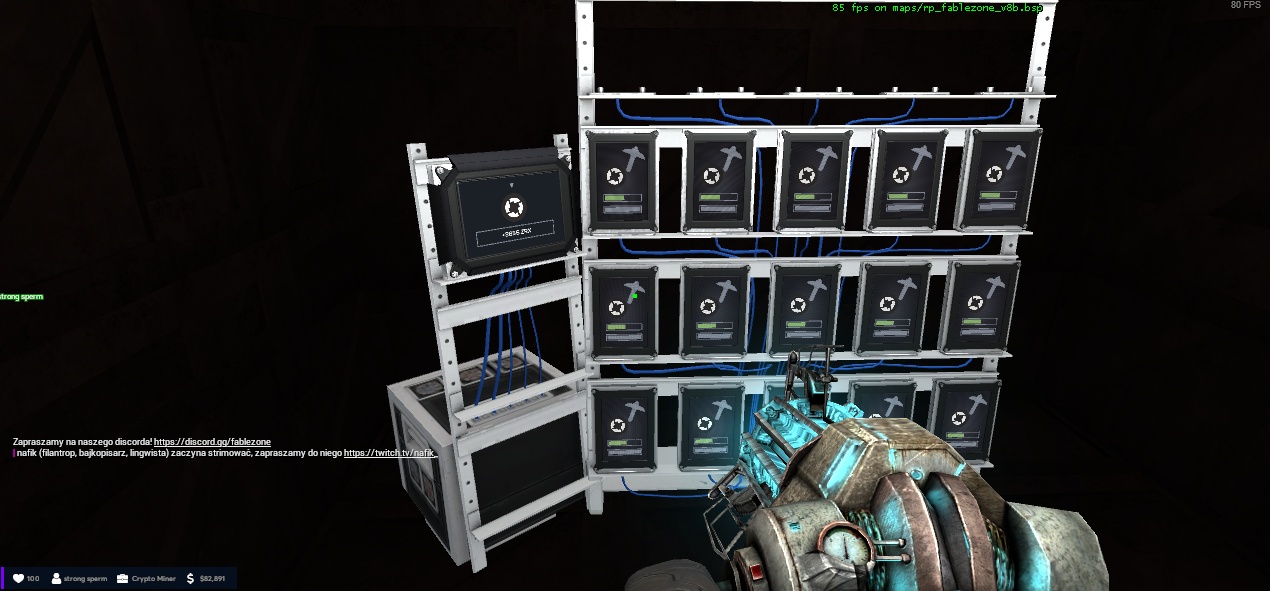 85 fps on maps/rp_fablezone_v8b.bsp
80 FPS
strong sperm
Zapraszamy na naszego discorda! https://discord.gg/fablezone
nafik (filantrop, bajkopisarz, lingwista) zaczyna strimować, zapraszamy do niego https://twitch.tv/nafik_
100 strong sperm Crypto Miner $ $82,891